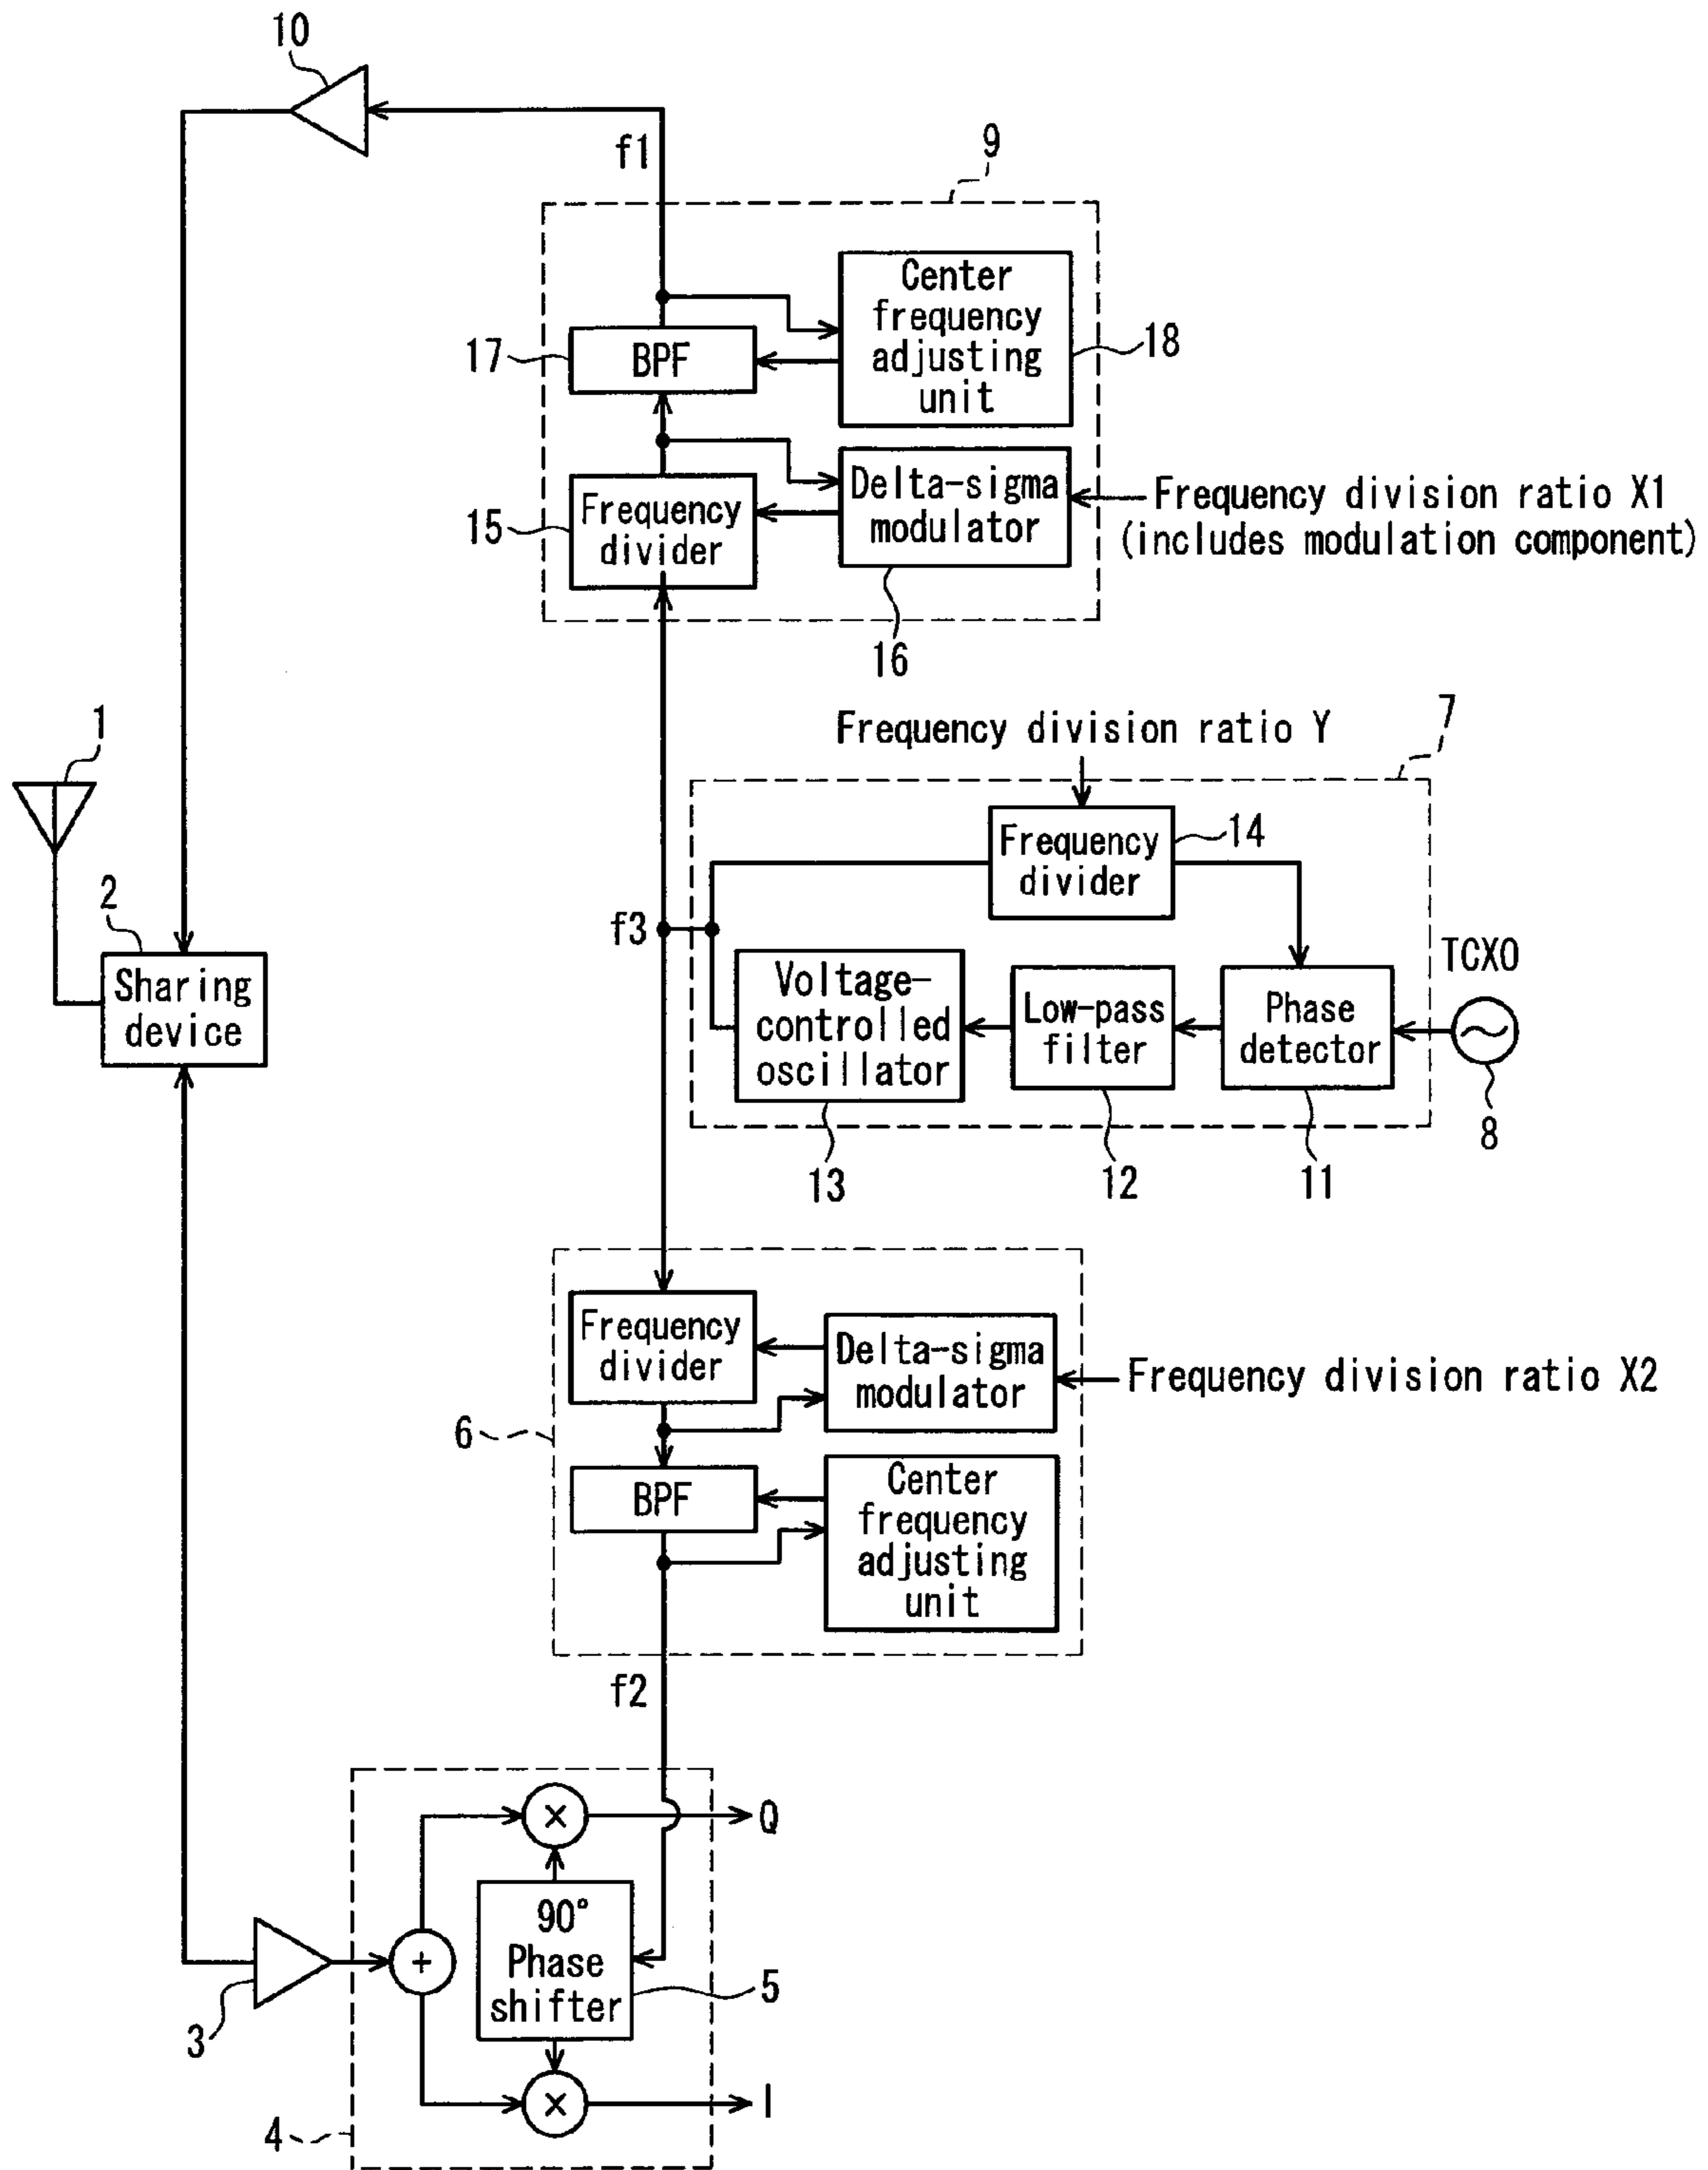 10
f1
9
Center
frequency
adjusting
unit
17
BPF
18
15
Frequency
divider
Delta-sigma
modulator
Frequency division ratio X1
(includes modulation component)
16
1
Frequency division ratio Y
7
Frequency
divider
14
2
Sharing
device
f3
Voltage-
controlled
oscillator
Low-pass
filter
Phase
detector
TCXO
8
13
12
11
Frequency
divider
Delta-sigma
modulator
Frequency division ratio X2
6
BPF
Center
frequency
adjusting
unit
f2
×
Q
90°
Phase
shifter
+
5
3
×
I
4